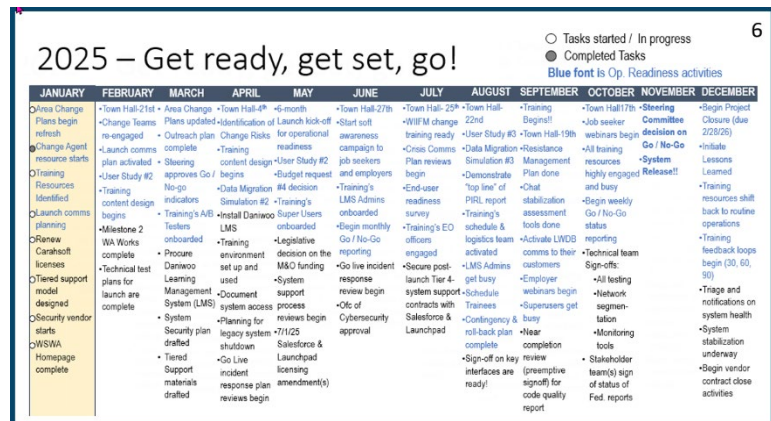 6
2025 – Get ready, get set, go!
○ Tasks started / In progress
● Completed Tasks
Blue font is Op. Readiness activities
JANUARY
○Area Change
Plans begin
refresh
●Change Agent
resource starts
○Training
Resources
Identified
○Launch comms
planning
○Renew
Carahsoft
licenses
○Tiered support
model
designed
○Security vendor
starts
○WSWA
Homepage
complete
FEBRUARY
•Town Hall-21st
•Change Teams
re-engaged
•Launch comms
plan activated
•User Study #2
•Training
content design
begins
•Milestone 2
WA Works
complete
•Technical test
plans for
launch are
complete
MARCH
• Area Change
Plans updated
• Outreach plan
complete
• Steering
approves Go /
No-go
indicators
• Training's A/B
Testers
onboarded
• Procure
Daniwoo
Learning
Management
System (LMS)
• System
Security plan
drafted
• Tiered
Support
materials
drafted
APRIL
•Town Hall-4th
•Identification of
Change Risks
•Training
content design
begins
•Data Migration
Simulation #2
•Install Daniwoo
LMS
•Training
environment
set up and
used
•Document
system access
•Planning for
legacy system
shutdown
•Go Live
incident
response plan
reviews begin
MAY
•6-month
Launch kick-off
for operational
readiness
•User Study #2
•Budget request
#4 decision
•Training's
Super Users
onboarded
•Legislative
decision on the
M&O funding
•System
support
process
reviews begin
•7/1/25
Salesforce &
Launchpad
licensing
amendment(s)
JUNE
•Town Hall-27th
•Start soft
awareness
campaign to
job seekers
and employers
•Training's
LMS Admins
onboarded
•Begin monthly
Go / No-Go
reporting
•Go live incident
response
review begin
•Ofc of
Cybersecurity
approval
JULY
•Town Hall- 25th
•WIIFM change
training ready
•Crisis Comms
Plan reviews
begin
•End-user
readiness
survey
•Training's EO
officers
engaged
•Secure post-
launch Tier 4-
system support
contracts with
Salesforce &
Launchpad
AUGUST
•Town Hall-
22nd
•User Study #3
•Data Migration
Simulation #3
•Demonstrate
"top line" of
PIRL report
•Training's
schedule &
logistics team
activated
•LMS Admins
get busy
•Schedule
Trainees
•Contingency &
roll-back plan
complete
•Sign-off on key
interfaces are
ready!
SEPTEMBER
•Training
Begins!!
•Town Hall-19th
•Resistance
Management
Plan done
•Chat
stabilization
assessment
tools done
•Activate LWDB
comms to their
customers
•Employer
webinars begin
•Superusers get
busy
•Near
completion
review
(preemptive
signoff) for
code quality
report
OCTOBER
•Town Hall17th
•Job seeker
webinars begin
•All training
resources
highly engaged
and busy
•Begin weekly
Go / No-Go
status
reporting
•Technical team
Sign-offs:
•All testing
•Network
segmen-
tation
•Monitoring
tools
• Stakeholder
team(s) sign
of status of
Fed. reports
NOVEMBER
•Steering
Committee
decision on
Go / No-Go
•System
Release!!
DECEMBER
•Begin Project
Closure (due
2/28/26)
•Initiate
Lessons
Learned
•Training
resources shift
back to routine
operations
•Training
feedback loops
begin (30, 60,
90)
•Triage and
notifications on
system health
•System
stabilization
underway
•Begin vendor
contract close
activities